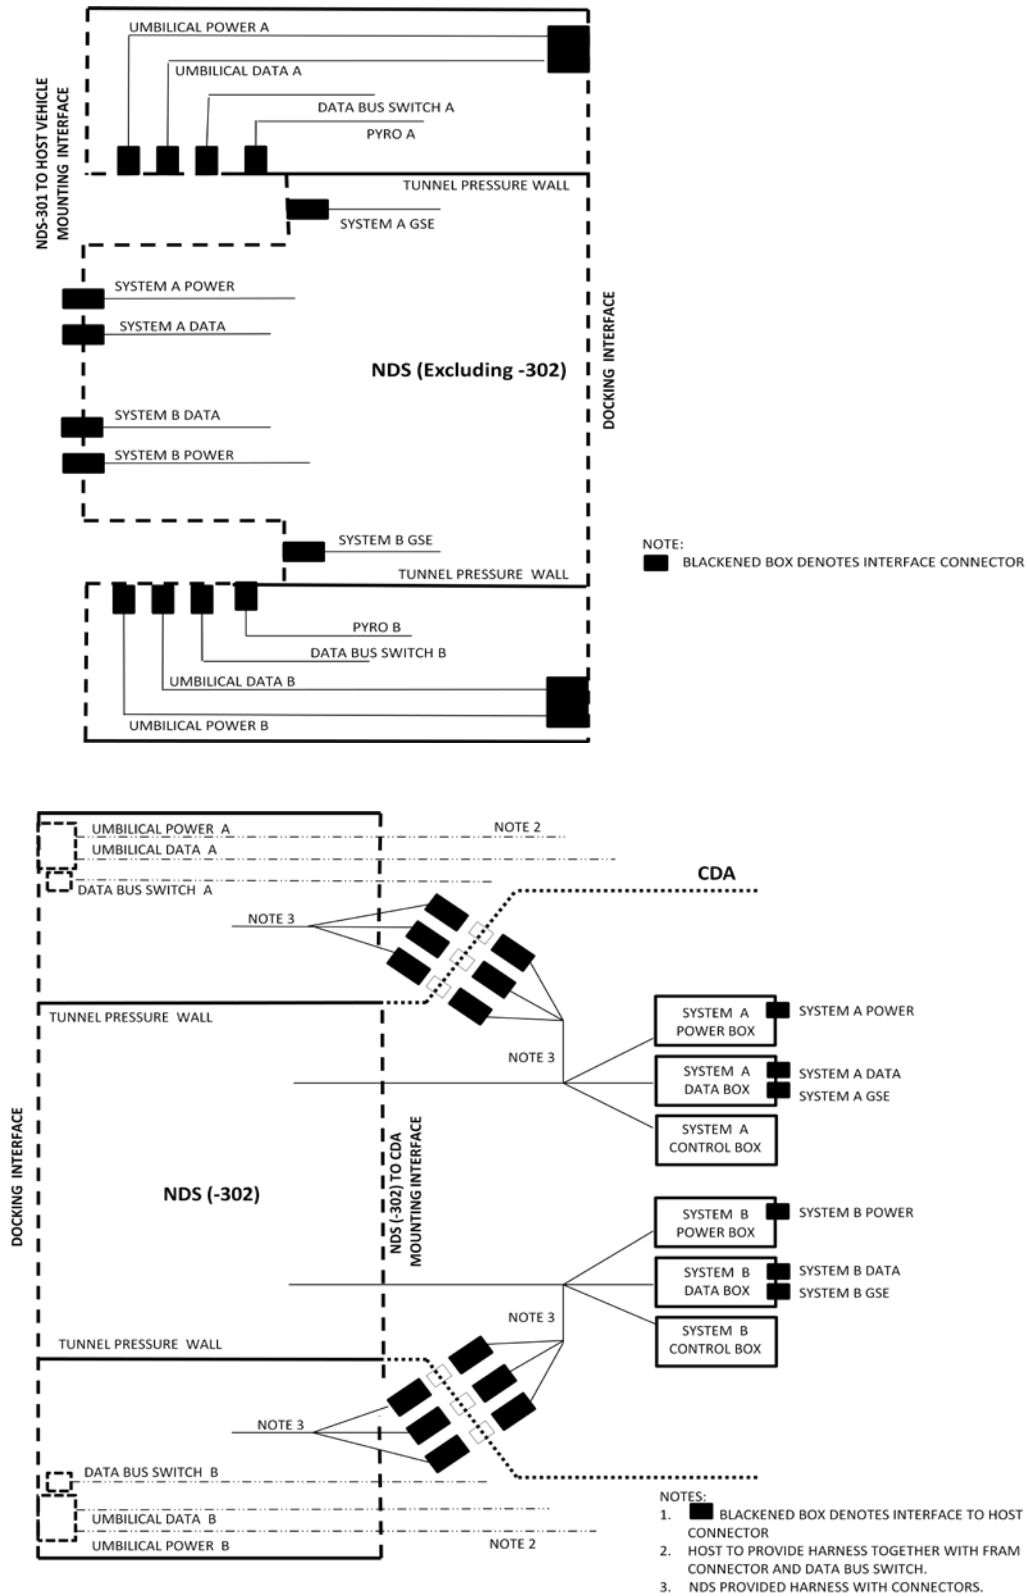 UMBILICAL POWER A
UMBILICAL DATA A
DATA BUS SWITCH A
PYRO A
NDS-301 TO HOST VEHICLE
MOUNTING INTERFACE
TUNNEL PRESSURE WALL
SYSTEM A GSE
SYSTEM A POWER
SYSTEM A DATA
NDS (Excluding -302)
DOCKING INTERFACE
SYSTEM B DATA
SYSTEM B POWER
SYSTEM B GSE
TUNNEL PRESSURE WALL
NOTE:
BLACKENED BOX DENOTES INTERFACE CONNECTOR
PYRO B
DATA BUS SWITCH B
UMBILICAL DATA B
UMBILICAL POWER B
UMBILICAL POWER A
NOTE 2
UMBILICAL DATA A
DATA BUS SWITCH A
CDA
NOTE 3
TUNNEL PRESSURE WALL
NOTE 3
SYSTEM A
POWER BOX
SYSTEM A POWER
SYSTEM A
DATA BOX
SYSTEM A DATA
SYSTEM A GSE
SYSTEM A
CONTROL BOX
DOCKING INTERFACE
NDS (-302)
NDS (-302) TO CDA
MOUNTING INTERFACE
SYSTEM B
POWER BOX
SYSTEM B POWER
SYSTEM B
DATA BOX
SYSTEM B DATA
SYSTEM B GSE
SYSTEM B
CONTROL BOX
NOTE 3
TUNNEL PRESSURE WALL
NOTE 3
DATA BUS SWITCH B
UMBILICAL DATA B
UMBILICAL POWER B
NOTE 2
NOTES:
1. BLACKENED BOX DENOTES INTERFACE TO HOST
CONNECTOR
2. HOST TO PROVIDE HARNESS TOGETHER WITH FRAM
CONNECTOR AND DATA BUS SWITCH.
3. NDS PROVIDED HARNESS WITH CONNECTORS.